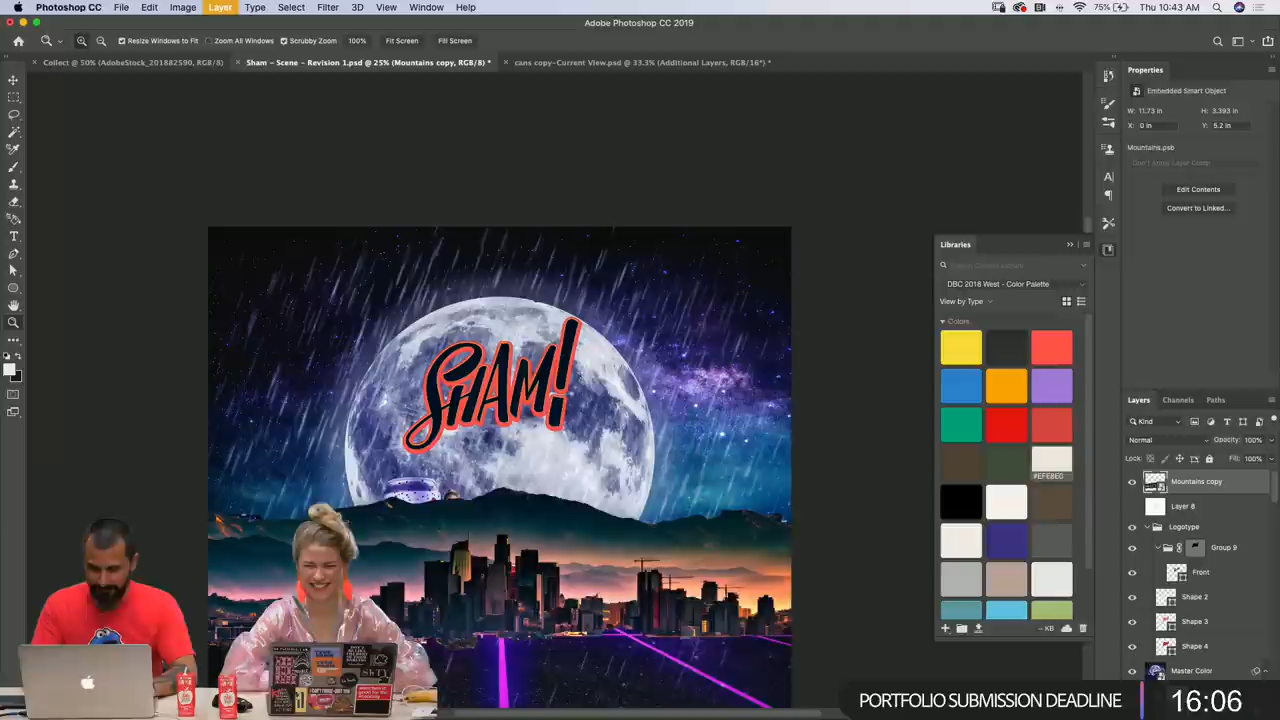 Photoshop CC File Edit Image Layer Type Select Filter 3D View Window Help 75% Thu 10:43 AM
Adobe Photoshop CC 2019
Resize Windows to Fit Zoom All Windows Scrubby Zoom 100% Fit Screen Fill Screen
Collect @ 50% (AdobeStock_201882590, RGB/8) Sham – Scene – Revision 1.psd @ 25% (Mountains copy, RGB/8) * cans copy-Current View.psd @ 33.3% (Additional Layers, RGB/16*) *
Properties
Embedded Smart Object
W: 11.73 in H: 3.393 in
X: 0 in Y: 5.2 in
Mountains.psb
Edit Contents
Convert to Linked...
Libraries
DBC 2018 West - Color Palette
View by Type
Colors
#EFE8E0
- KB
Layers Channels Paths
Kind
Normal Opacity: 100%
Lock: Fill: 100%
Mountains copy
Layer 8
Logotype
Group 9
Front
Shape 2
Shape 3
Shape 4
Master Color
SHAM!
PORTFOLIO SUBMISSION DEADLINE 16:06